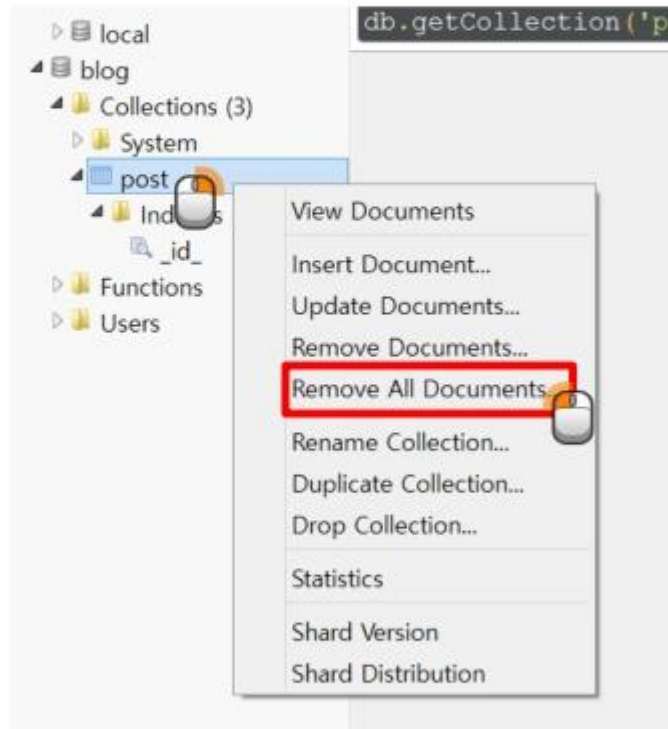 local
blog
Collections (3)
System
post
_id_
Functions
Users
db.getCollection('p
View Documents
Insert Document...
Update Documents...
Remove Documents...
Remove All Documents
Rename Collection...
Duplicate Collection...
Drop Collection...
Statistics
Shard Version
Shard Distribution